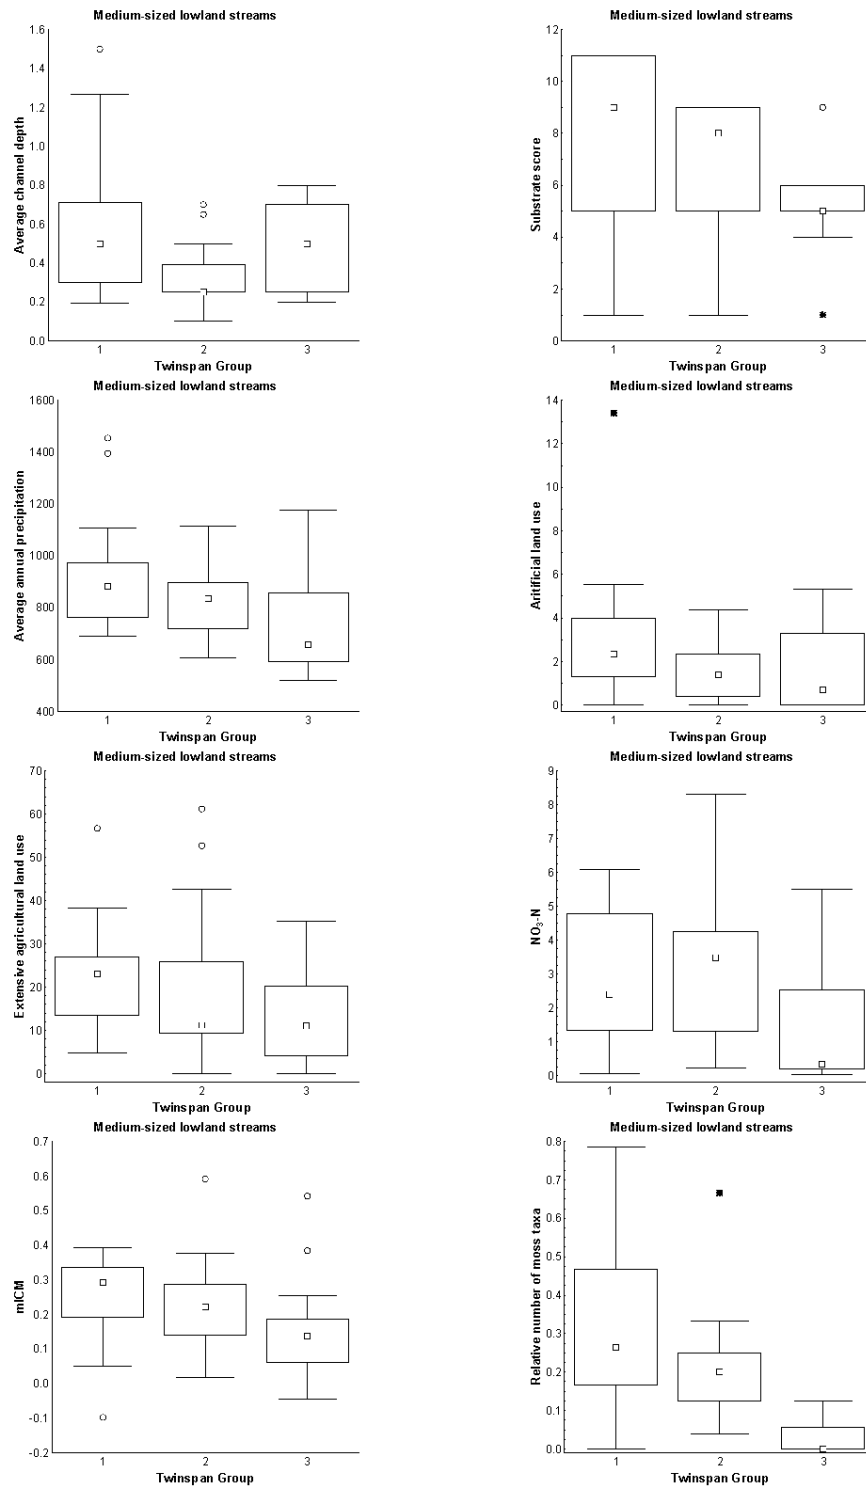 Medium-sized lowland streams
Average channel depth
1.6
1.4
1.2
1.0
0.8
0.6
0.4
0.2
0.0
1 2 3
Twinspan Group
Medium-sized lowland streams
Substrate score
12
10
8
6
4
2
0
1 2 3
Twinspan Group
Medium-sized lowland streams
Average annual precipitation
1600
1400
1200
1000
800
600
400
1 2 3
Twinspan Group
Medium-sized lowland streams
Aritificial land use
14
12
10
8
6
4
2
0
1 2 3
Twinspan Group
Medium-sized lowland streams
Extensive agricultural land use
70
60
50
40
30
20
10
0
1 2 3
Twinspan Group
Medium-sized lowland streams
NO₃-N
9
8
7
6
5
4
3
2
1
0
1 2 3
Twinspan Group
Medium-sized lowland streams
mICM
0.7
0.6
0.5
0.4
0.3
0.2
0.1
0.0
-0.1
-0.2
1 2 3
Twinspan Group
Medium-sized lowland streams
Relative number of moss taxa
0.8
0.7
0.6
0.5
0.4
0.3
0.2
0.1
0.0
1 2 3
Twinspan Group